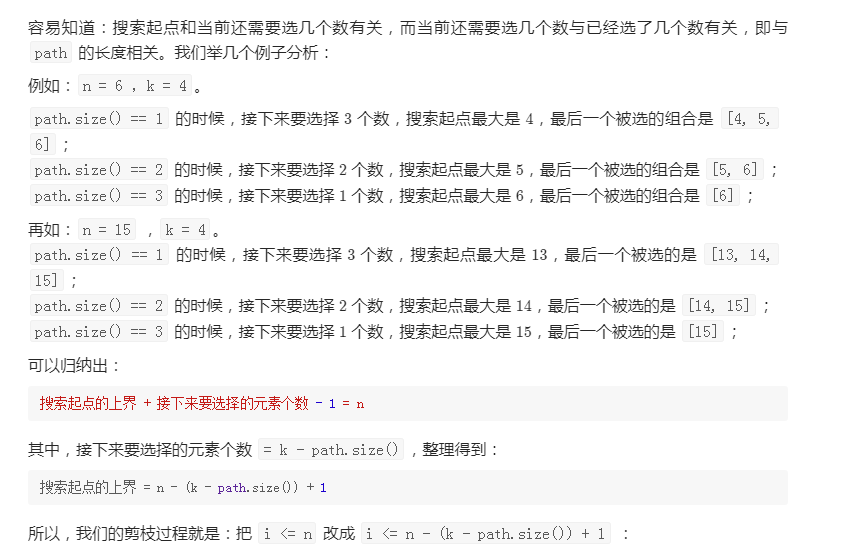 容易知道：搜索起点和当前还需要选几个数有关，而当前还需要选几个数与已经选了几个数有关，即与
path 的长度相关。我们举几个例子分析：
例如：n = 6 ，k = 4 。
path.size() == 1 的时候，接下来要选择 3 个数，搜索起点最大是 4，最后一个被选的组合是 [4, 5,
6] ；
path.size() == 2 的时候，接下来要选择 2 个数，搜索起点最大是 5，最后一个被选的组合是 [5, 6] ；
path.size() == 3 的时候，接下来要选择 1 个数，搜索起点最大是 6，最后一个被选的组合是 [6] ；
再如：n = 15 ，k = 4 。
path.size() == 1 的时候，接下来要选择 3 个数，搜索起点最大是 13，最后一个被选的是 [13, 14,
15] ；
path.size() == 2 的时候，接下来要选择 2 个数，搜索起点最大是 14，最后一个被选的是 [14, 15] ；
path.size() == 3 的时候，接下来要选择 1 个数，搜索起点最大是 15，最后一个被选的是 [15] ；
可以归纳出：
搜索起点的上界 + 接下来要选择的元素个数 - 1 = n
其中，接下来要选择的元素个数 = k - path.size() ，整理得到：
搜索起点的上界 = n - (k - path.size()) + 1
所以，我们的剪枝过程就是：把 i <= n 改成 i <= n - (k - path.size()) + 1 ：